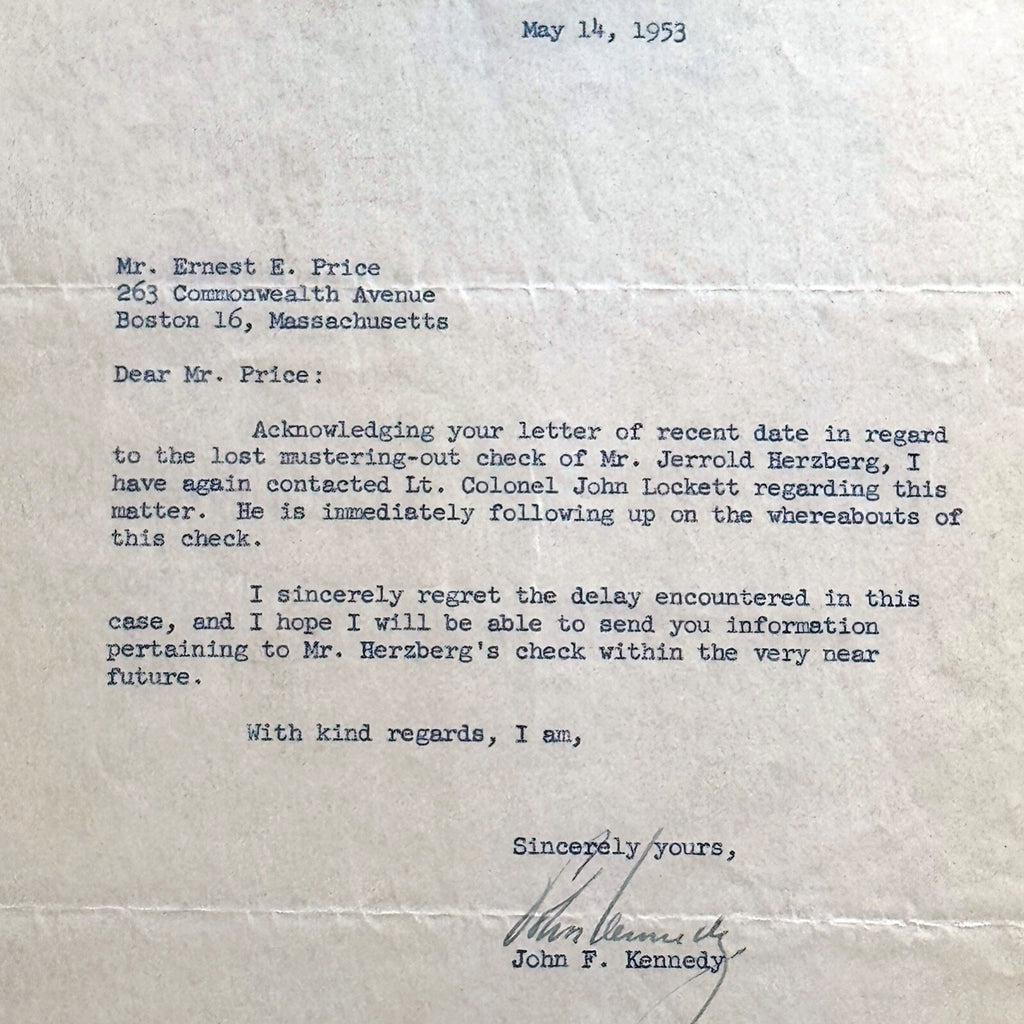 May 14, 1953
Mr. Ernest E. Price
263 Commonwealth Avenue
Boston 16, Massachusetts
Dear Mr. Price:
Acknowledging your letter of recent date in regard
to the lost mustering-out check of Mr. Jerrold Herzberg, I
have again contacted Lt. Colonel John Lockett regarding this
matter. He is immediately following up on the whereabouts of
this check.
I sincerely regret the delay encountered in this
case, and I hope I will be able to send you information
pertaining to Mr. Herzberg's check within the very near
future.
With kind regards, I am,
Sincerely yours,
John Kennedy
John F. Kennedy